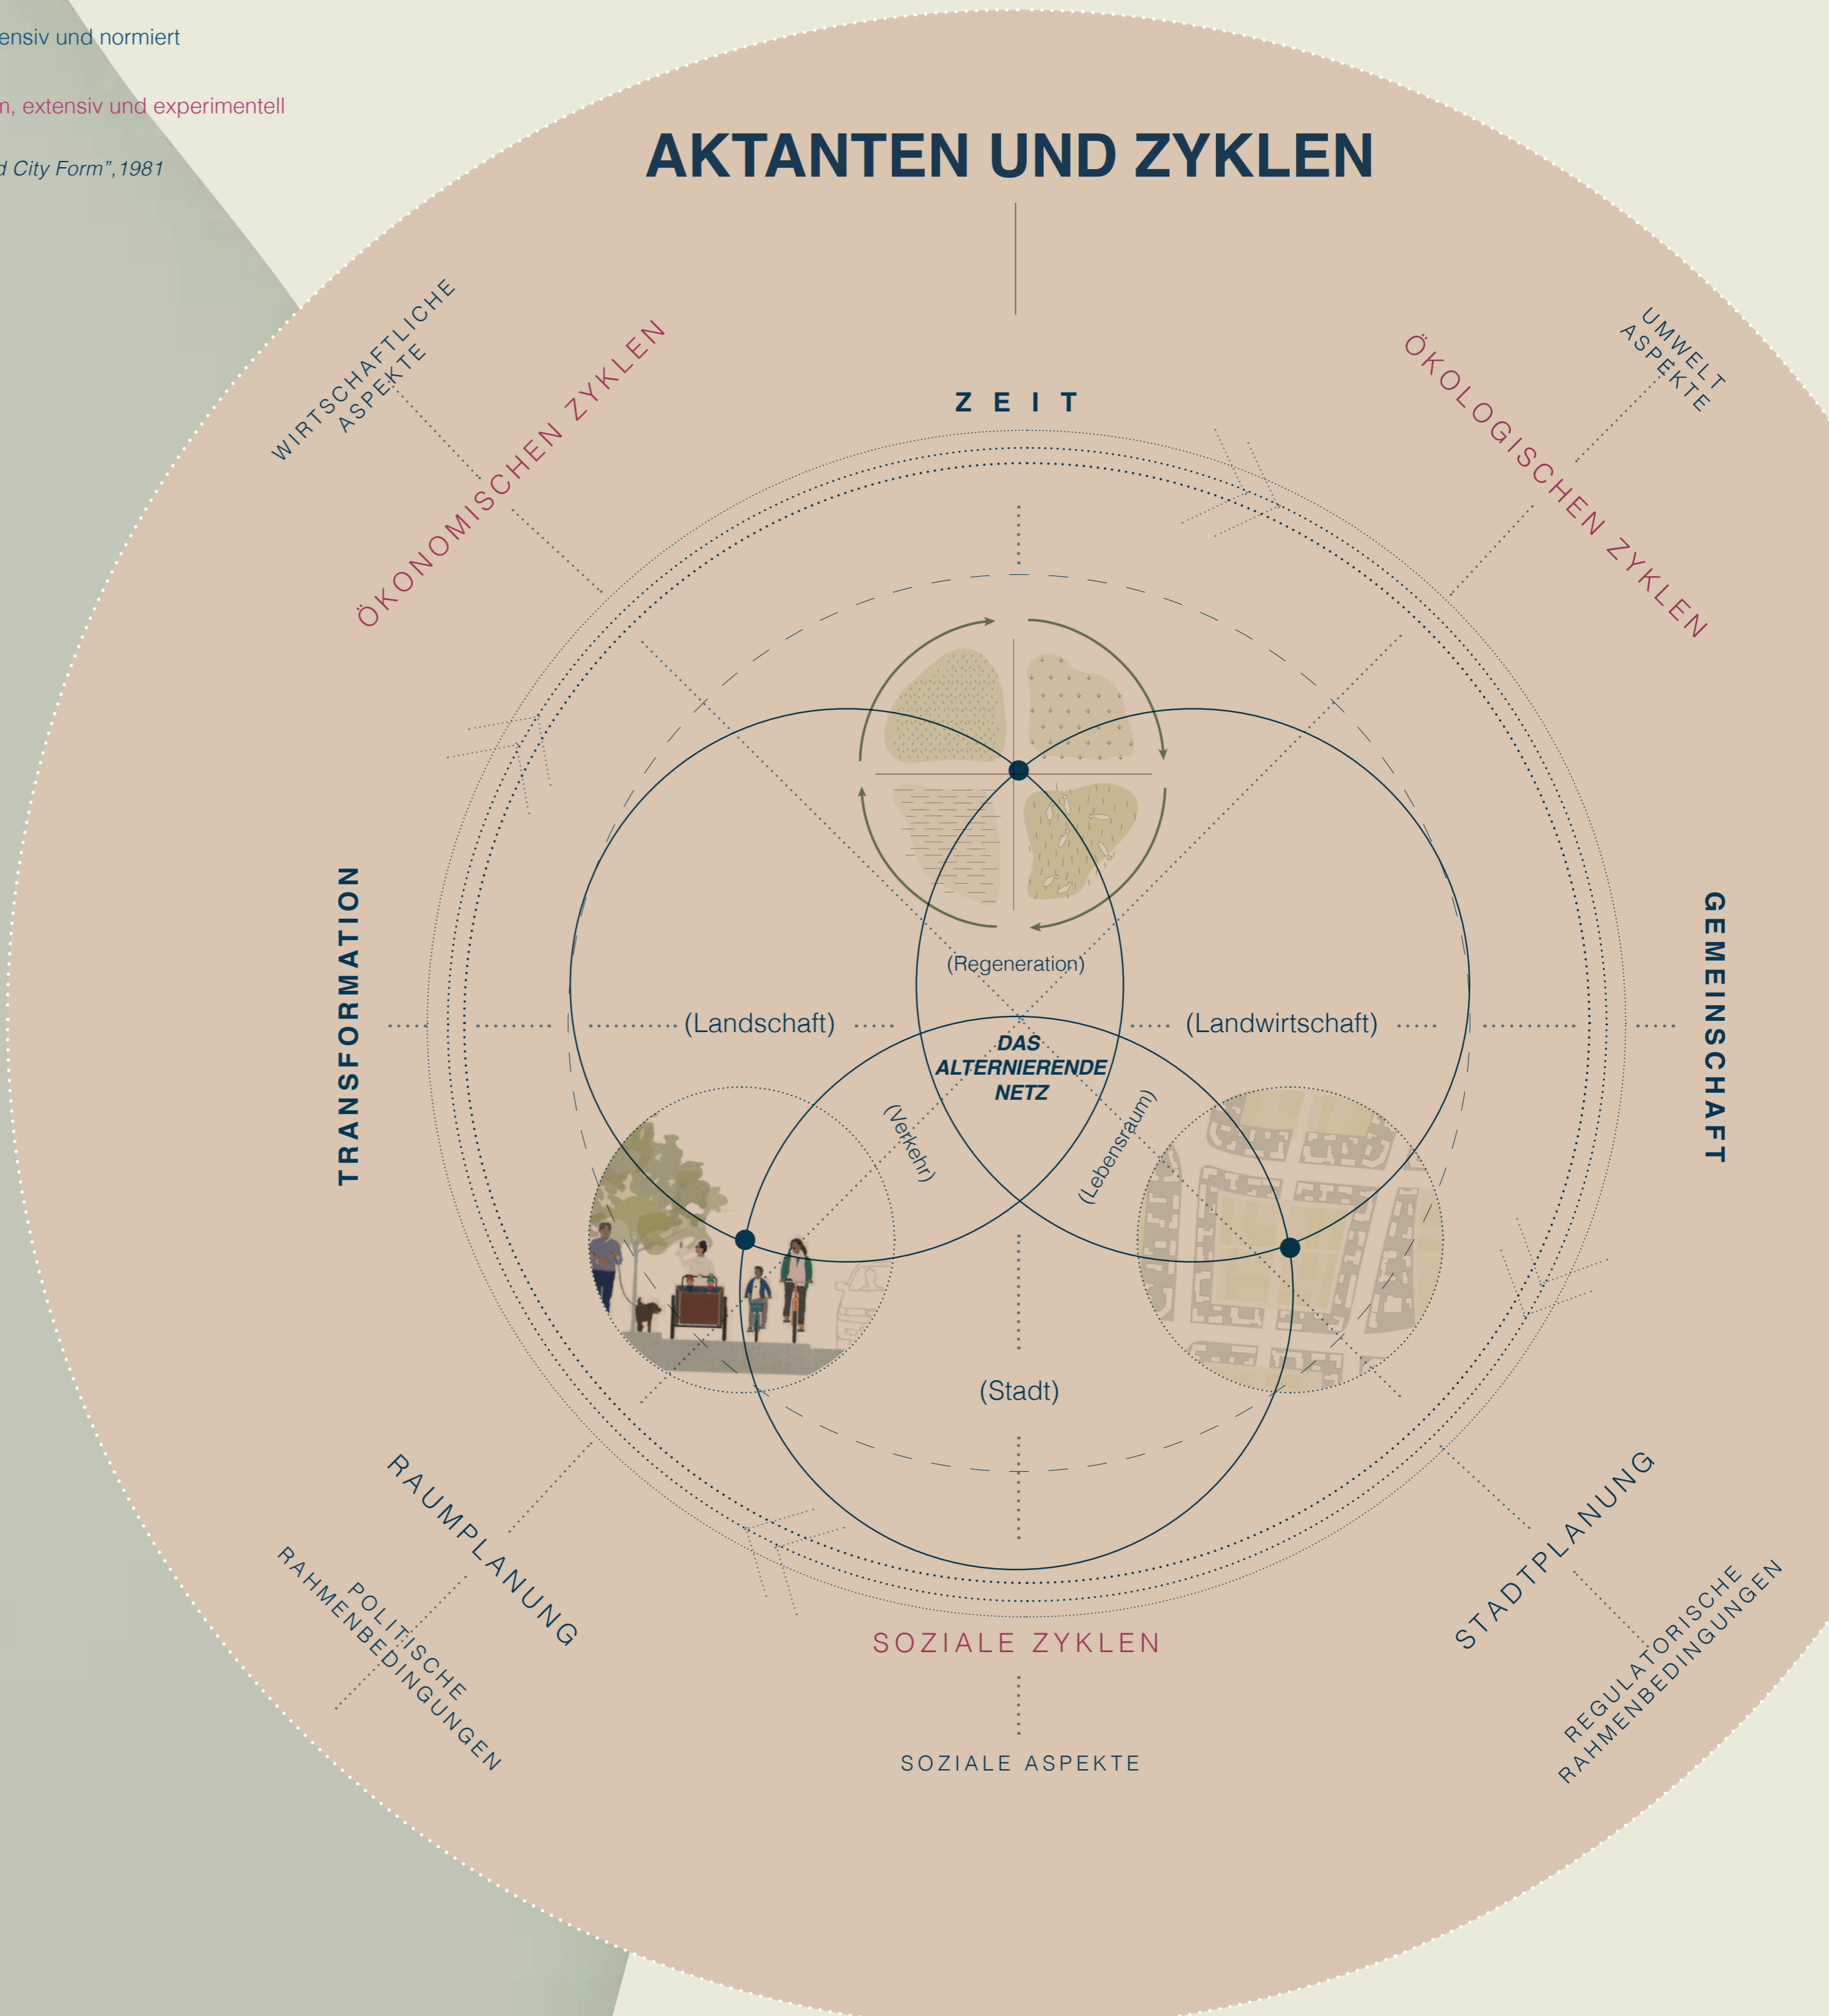 ensiv und normiert
, extensiv und experimentell
City Form”,1981
AKTANTEN UND ZYKLEN
WIRTSCHAFTLICHE
ASPEKTE
ÖKONOMISCHEN ZYKLEN
ZEIT
ÖKOLOGISCHEN ZYKLEN
UMWELT
ASPEKTE
TRANSFORMATION
GEMEINSCHAFT
(Regeneration)
(Landschaft)
(Landwirtschaft)
DAS
ALTERNIERENDE
NETZ
(Verkehr)
(Lebensraum)
(Stadt)
RAUMPLANUNG
POLITISCHE
RAHMENBEDINGUNGEN
SOZIALE ZYKLEN
SOZIALE ASPEKTE
STADTPLANUNG
REGULATORISCHE
RAHMENBEDINGUNGEN